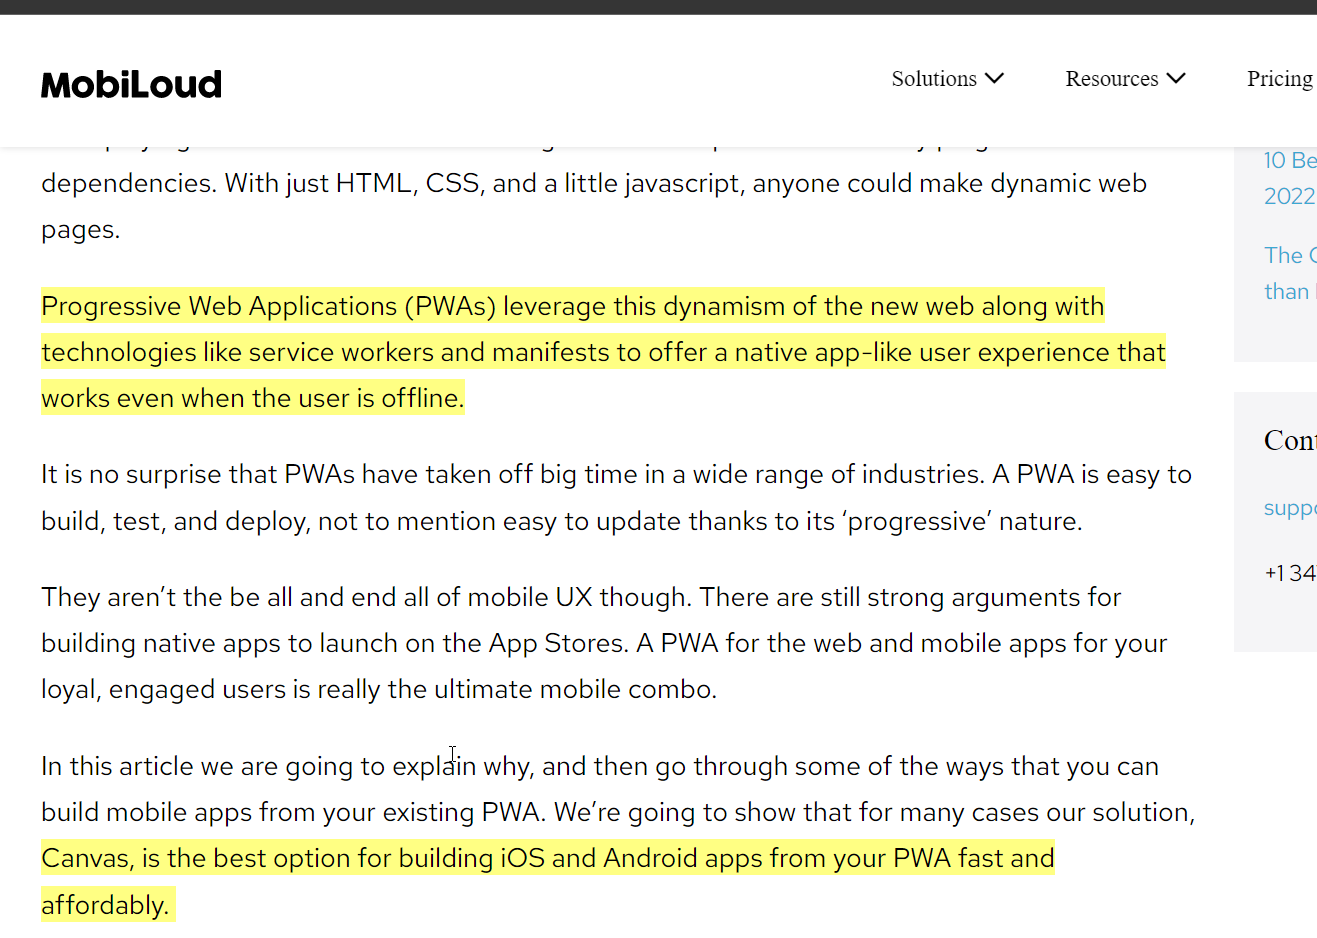 MobiLoud
Solutions
Resources
Pricing
dependencies. With just HTML, CSS, and a little javascript, anyone could make dynamic web
pages.
Progressive Web Applications (PWAs) leverage this dynamism of the new web along with
technologies like service workers and manifests to offer a native app-like user experience that
works even when the user is offline.
It is no surprise that PWAs have taken off big time in a wide range of industries. A PWA is easy to
build, test, and deploy, not to mention easy to update thanks to its ‘progressive’ nature.
They aren’t the be all and end all of mobile UX though. There are still strong arguments for
building native apps to launch on the App Stores. A PWA for the web and mobile apps for your
loyal, engaged users is really the ultimate mobile combo.
In this article we are going to explain why, and then go through some of the ways that you can
build mobile apps from your existing PWA. We’re going to show that for many cases our solution,
Canvas, is the best option for building iOS and Android apps from your PWA fast and
affordably.
10 Be
2022
The
than
Cont
suppo
+1 34